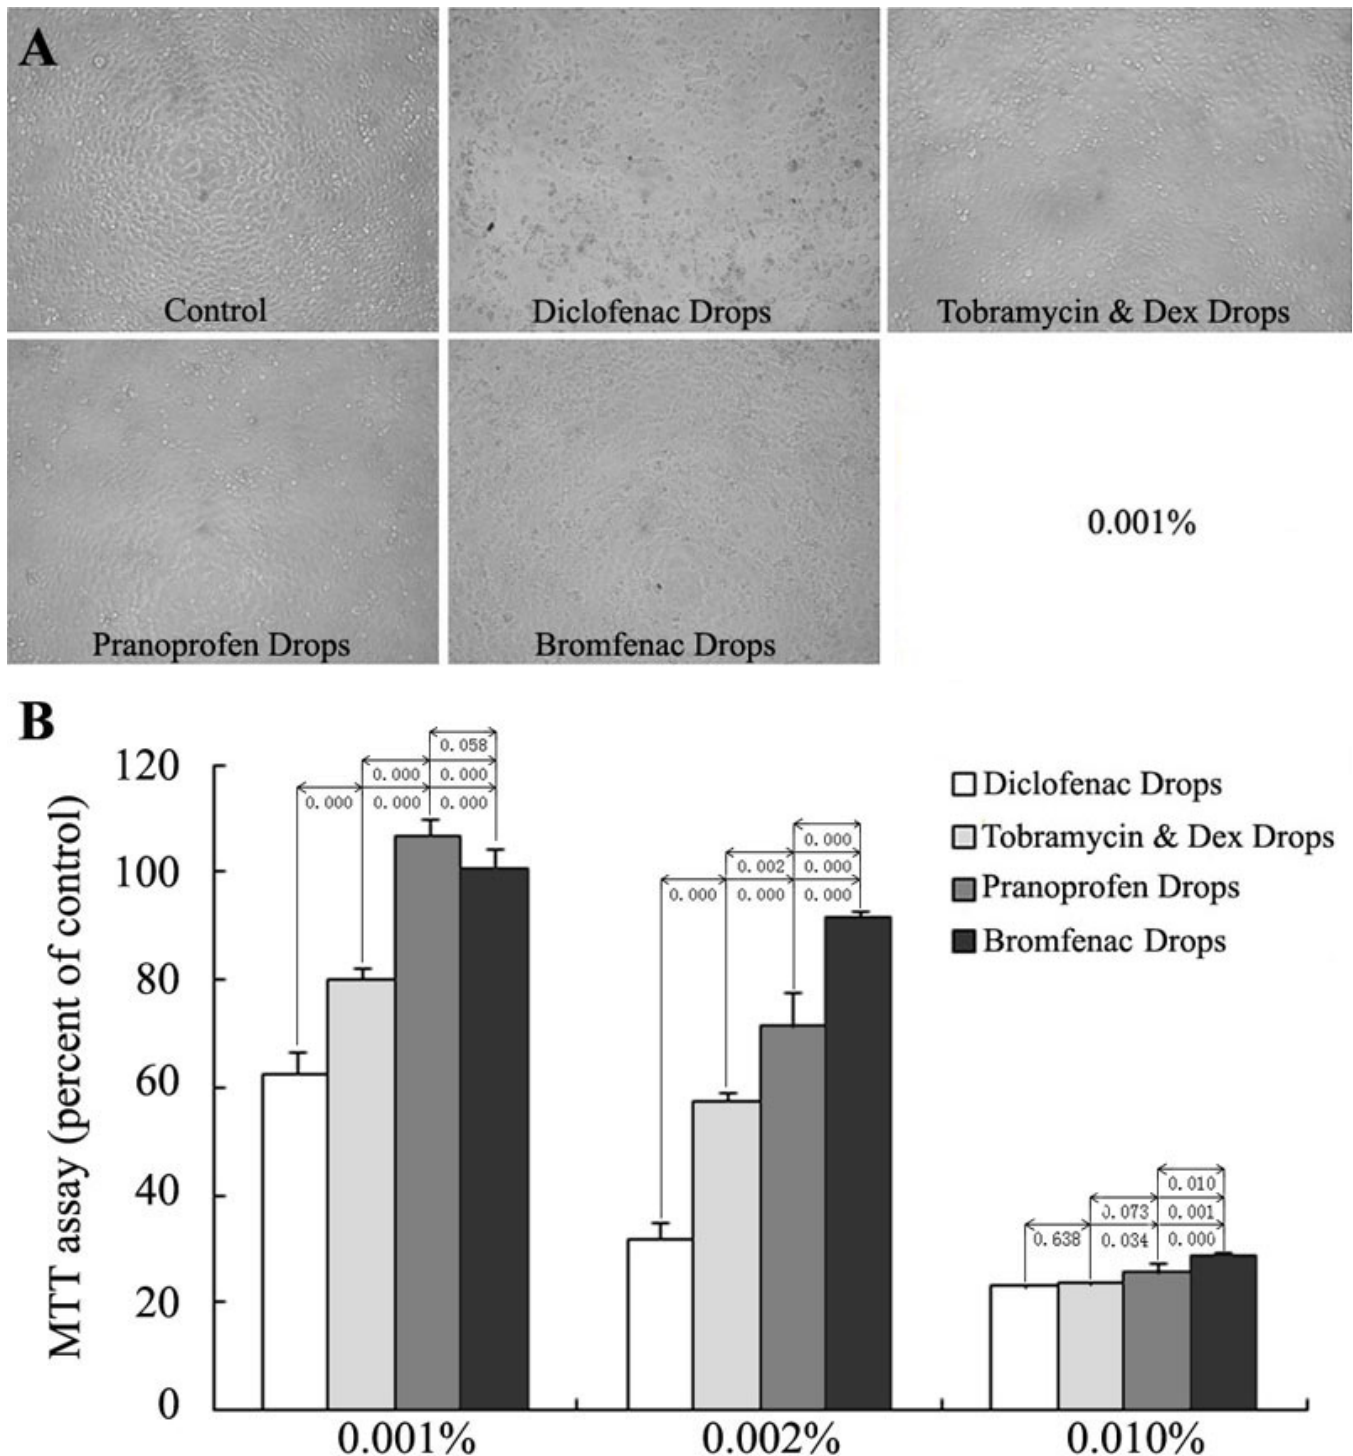 A
Control
Diclofenac Drops
Tobramycin & Dex Drops
Pranoprofen Drops
Bromfenac Drops
0.001%
B
MTT assay (percent of control)
120
100
80
60
40
20
0
0.058
0.000 0.000
0.000 0.000 0.000
0.000
0.002 0.000
0.000 0.000 0.000
0.010
0.073 0.001
0.638 0.034 0.000
Diclofenac Drops
Tobramycin & Dex Drops
Pranoprofen Drops
Bromfenac Drops
0.001% 0.002% 0.010%